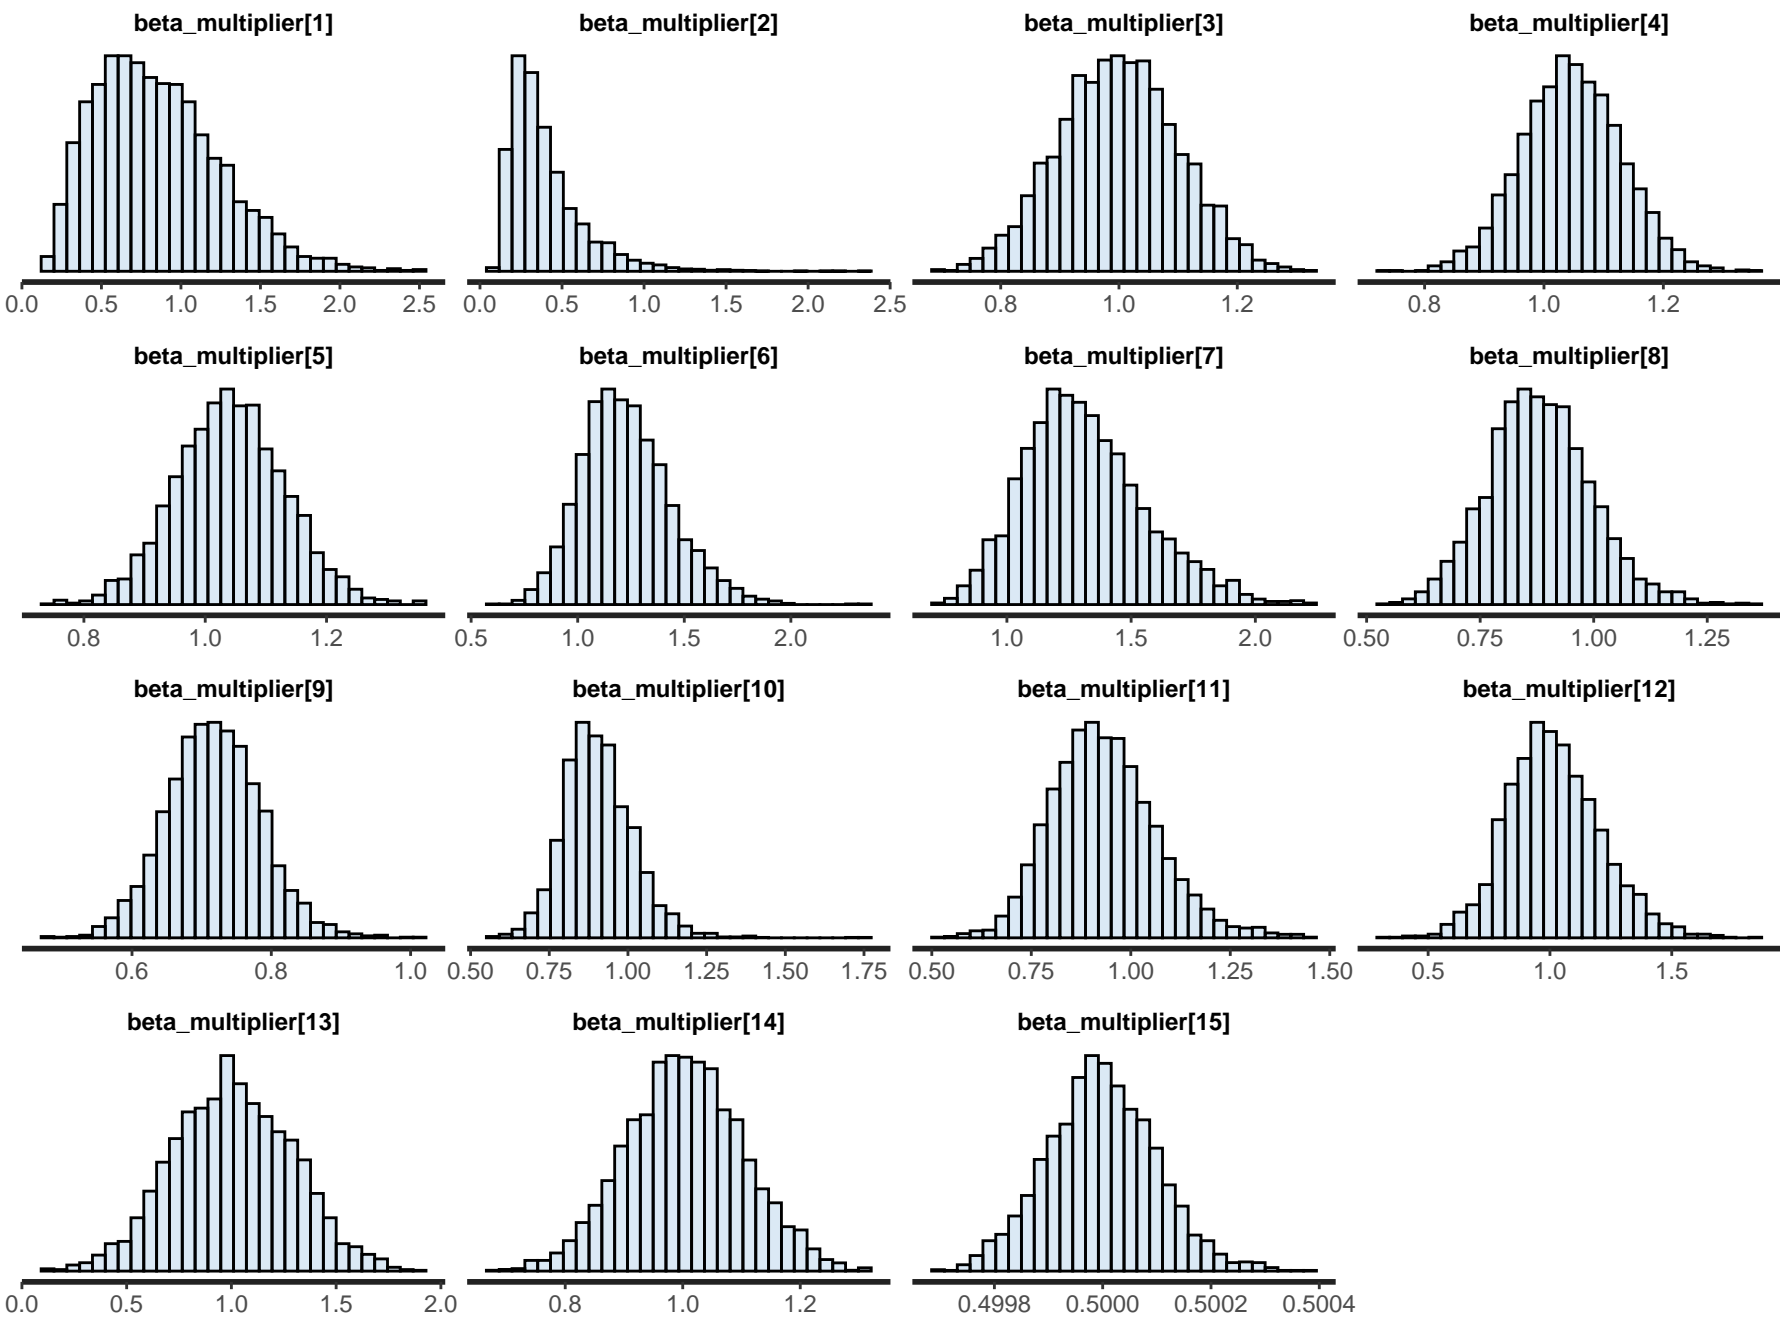 beta_multiplier[1] beta_multiplier[2] beta_multiplier[3] beta_multiplier[4]
0.0 0.5 1.0 1.5 2.0 2.5 0.0 0.5 1.0 1.5 2.0 2.5 0.8 1.0 1.2 0.8 1.0 1.2
beta_multiplier[5] beta_multiplier[6] beta_multiplier[7] beta_multiplier[8]
0.8 1.0 1.2 0.5 1.0 1.5 2.0 1.0 1.5 2.0 0.50 0.75 1.00 1.25
beta_multiplier[9] beta_multiplier[10] beta_multiplier[11] beta_multiplier[12]
0.6 0.8 1.0 0.50 0.75 1.00 1.25 1.50 1.75 0.50 0.75 1.00 1.25 1.50 0.5 1.0 1.5
beta_multiplier[13] beta_multiplier[14] beta_multiplier[15]
0.0 0.5 1.0 1.5 2.0 0.8 1.0 1.2 0.4998 0.5000 0.5002 0.5004